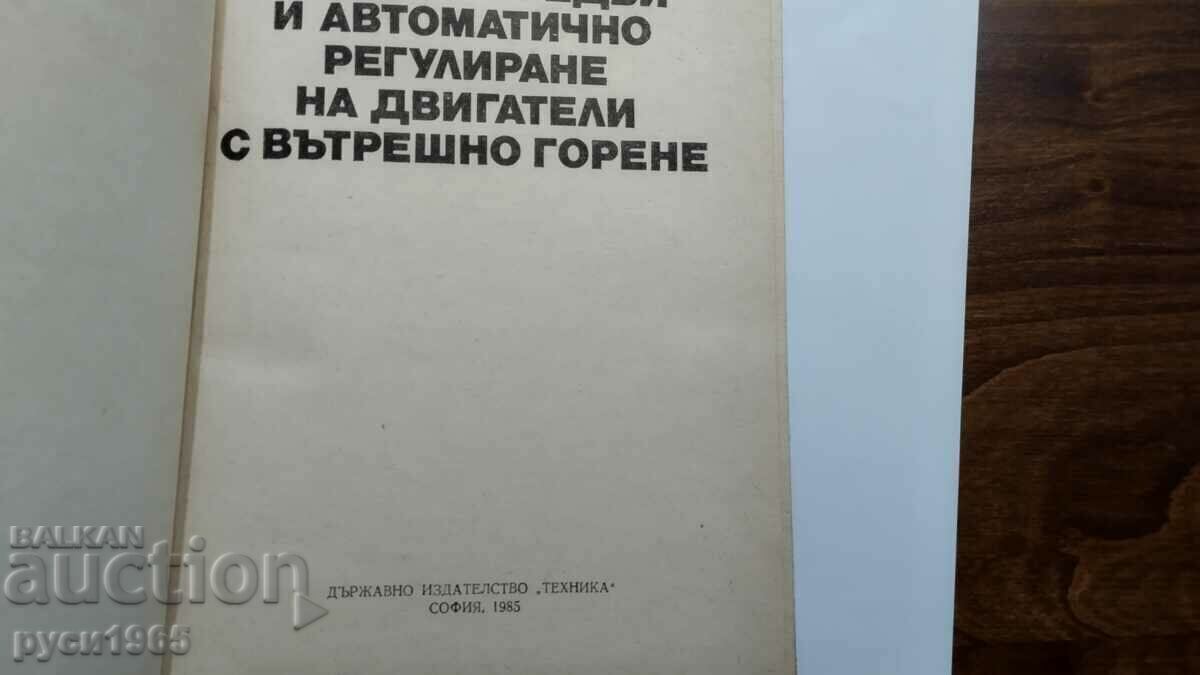 И АВТОМАТИЧНО
РЕГУЛИРАНЕ
НА ДВИГАТЕЛИ
С ВЪТРЕШНО ГОРЕНЕ
ДЪРЖАВНО ИЗДАТЕЛСТВО „ТЕХНИКА“
СОФИЯ, 1985
BALKAN
auction
руси1965